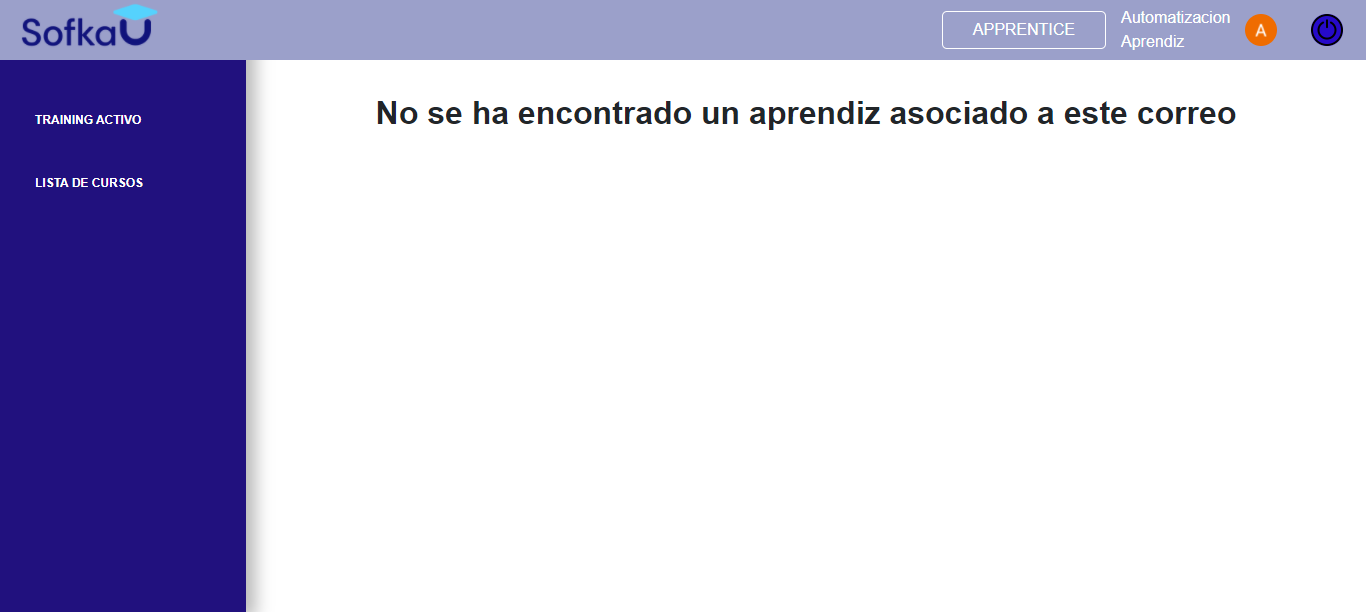 SofkaU
APPRENTICE
Automatizacion
Aprendiz
A
TRAINING ACTIVO
LISTA DE CURSOS
No se ha encontrado un aprendiz asociado a este correo